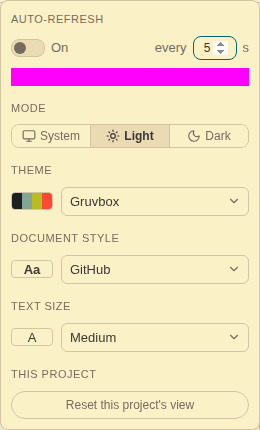 AUTO-REFRESH
On every 5 s
MODE
System Light Dark
THEME
Gruvbox
DOCUMENT STYLE
Aa GitHub
TEXT SIZE
A Medium
THIS PROJECT
Reset this project's view